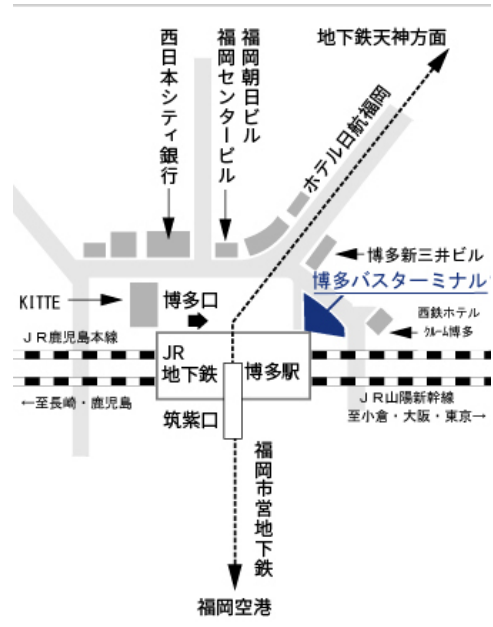 地下鉄天神方面
西日本シティ銀行
福岡センタービル
福岡朝日ビル
ホテル日航福岡
博多新三井ビル
博多バスターミナル
KITTE
博多口
西鉄ホテル
クルーム博多
JR鹿児島本線
JR
地下鉄
博多駅
←至長崎・鹿児島
筑紫口
JR山陽新幹線
至小倉・大阪・東京→
福岡市営地下鉄
福岡空港